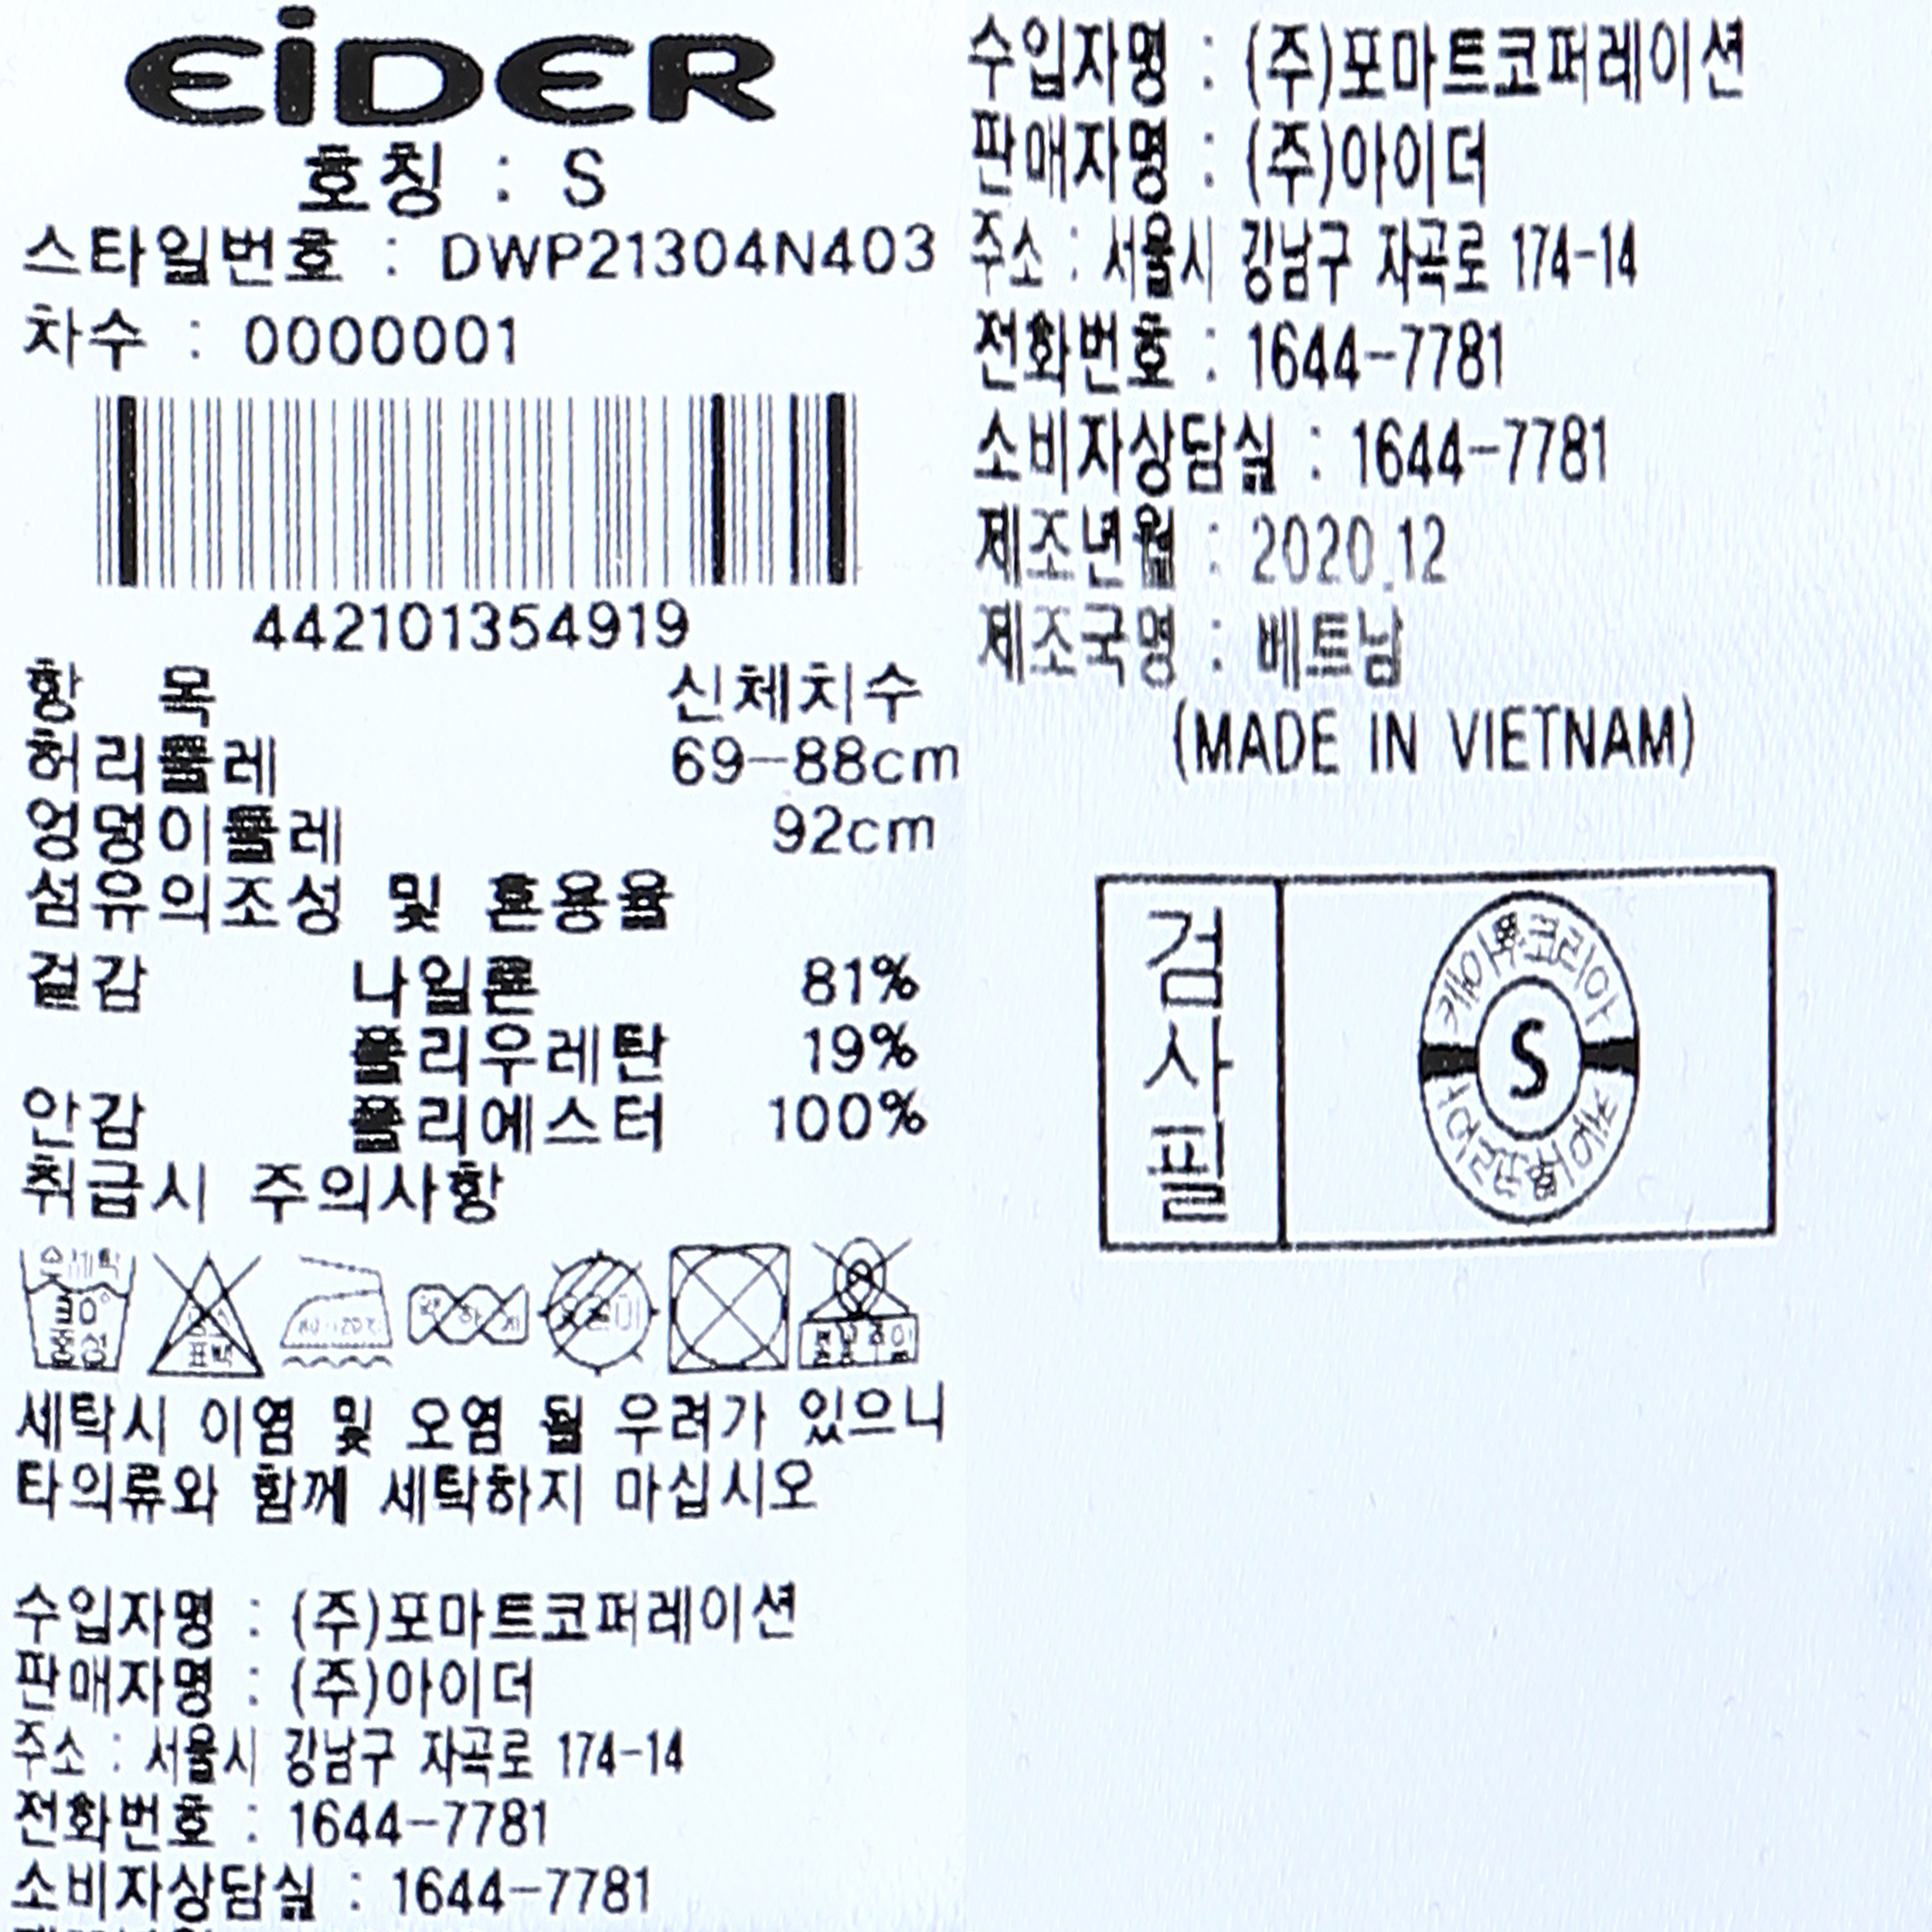 EiDER
호칭 : S
스타일번호 : DWP21304N403
차수 : 0000001
442101354919
항 목 신체치수
허리둘레 69-88cm
엉덩이둘레 92cm
섬유의조성 및 혼용율
겉감 나일론 81%
폴리우레탄 19%
안감 폴리에스터 100%
취급시 주의사항
손세탁
30°
중성
표백
80~120℃
세탁시 이염 및 오염 될 우려가 있으니
타의류와 함께 세탁하지 마십시오
수입자명 : (주)포마트코퍼레이션
판매자명 : (주)아이더
주소 : 서울시 강남구 자곡로 174-14
전화번호 : 1644-7781
소비자상담실 : 1644-7781
수입자명 : (주)포마트코퍼레이션
판매자명 : (주)아이더
주소 : 서울시 강남구 자곡로 174-14
전화번호 : 1644-7781
소비자상담실 : 1644-7781
제조년월 : 2020.12
제조국명 : 베트남
(MADE IN VIETNAM)
검사필
S